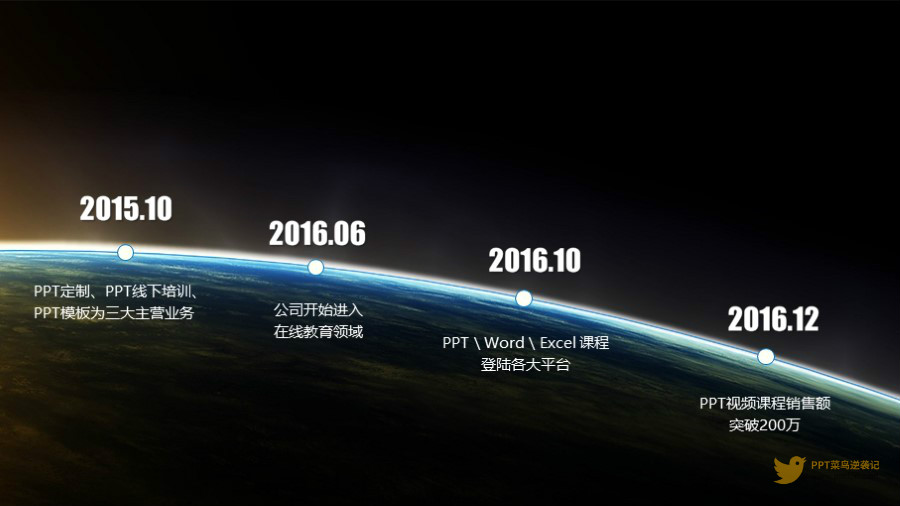 2015.10
PPT定制、PPT线下培训、
PPT模板为三大主营业务
2016.06
公司开始进入
在线教育领域
2016.10
PPT \ Word \ Excel 课程
登陆各大平台
2016.12
PPT视频课程销售额
突破200万
PPT菜鸟逆袭记